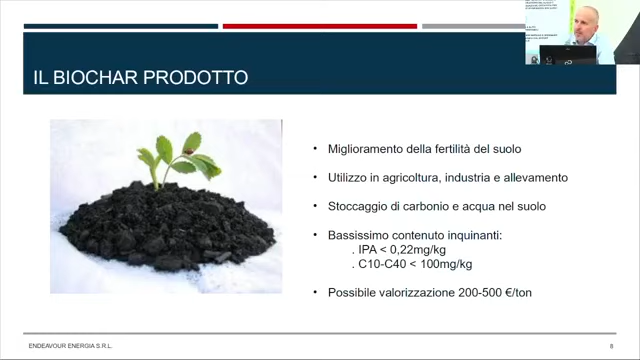 IL BIOCHAR PRODOTTO
• Miglioramento della fertilità del suolo
• Utilizzo in agricoltura, industria e allevamento
• Stoccaggio di carbonio e acqua nel suolo
• Bassissimo contenuto inquinanti:
. IPA < 0,22mg/kg
. C10-C40 < 100mg/kg
• Possibile valorizzazione 200-500 €/ton
ENDEAVOUR ENERGIA S.R.L.
8